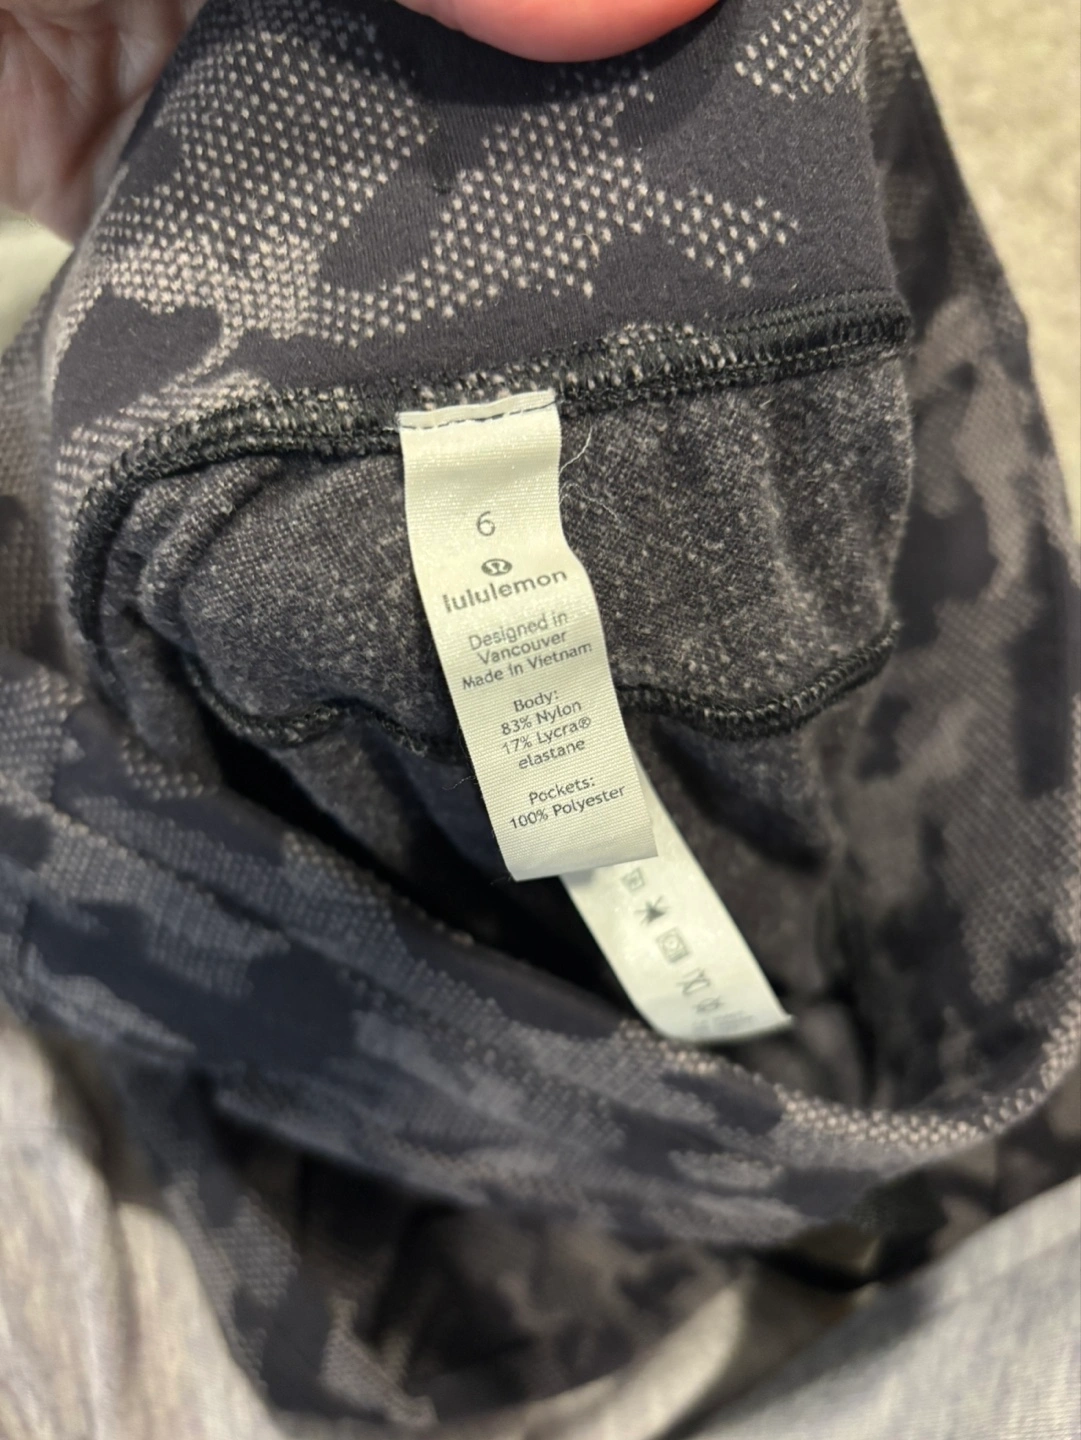 6
lululemon
Designed in
Vancouver
Made in Vietnam
Body:
83% Nylon
17% Lycra®
elastane
Pockets:
100% Polyester